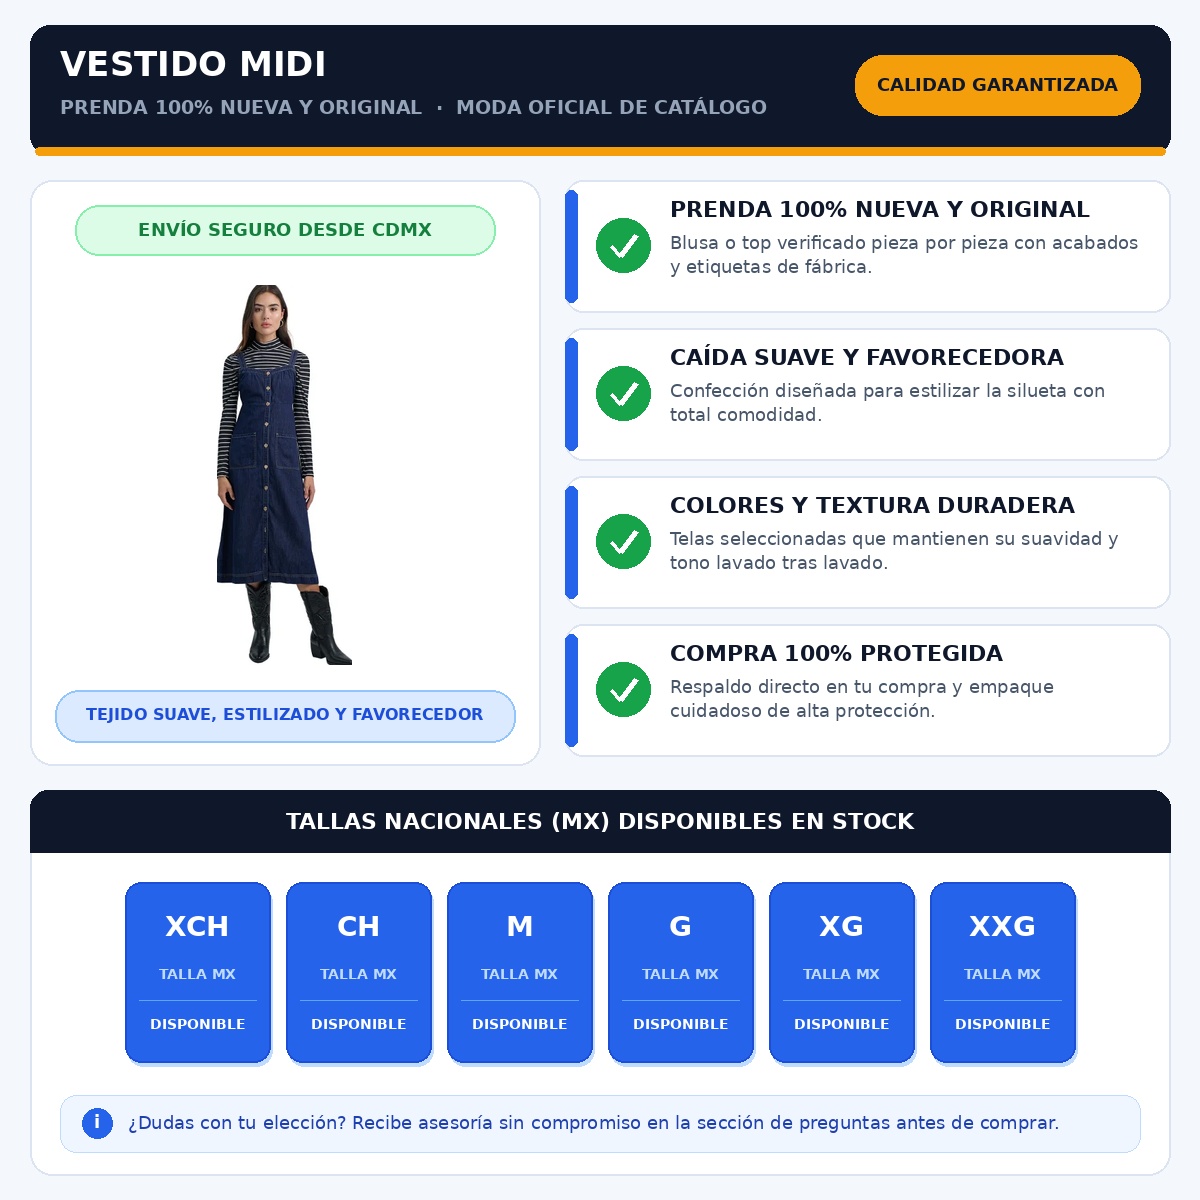 VESTIDO MIDI
PRENDA 100% NUEVA Y ORIGINAL · MODA OFICIAL DE CATÁLOGO
CALIDAD GARANTIZADA
ENVÍO SEGURO DESDE CDMX
TEJIDO SUAVE, ESTILIZADO Y FAVORECEDOR
PRENDA 100% NUEVA Y ORIGINAL
Blusa o top verificado pieza por pieza con acabados
y etiquetas de fábrica.
CAÍDA SUAVE Y FAVORECEDORA
Confección diseñada para estilizar la silueta con
total comodidad.
COLORES Y TEXTURA DURADERA
Telas seleccionadas que mantienen su suavidad y
tono lavado tras lavado.
COMPRA 100% PROTEGIDA
Respaldo directo en tu compra y empaque
cuidadoso de alta protección.
TALLAS NACIONALES (MX) DISPONIBLES EN STOCK
XCH
TALLA MX
DISPONIBLE
CH
TALLA MX
DISPONIBLE
M
TALLA MX
DISPONIBLE
G
TALLA MX
DISPONIBLE
XG
TALLA MX
DISPONIBLE
XXG
TALLA MX
DISPONIBLE
i ¿Dudas con tu elección? Recibe asesoría sin compromiso en la sección de preguntas antes de comprar.